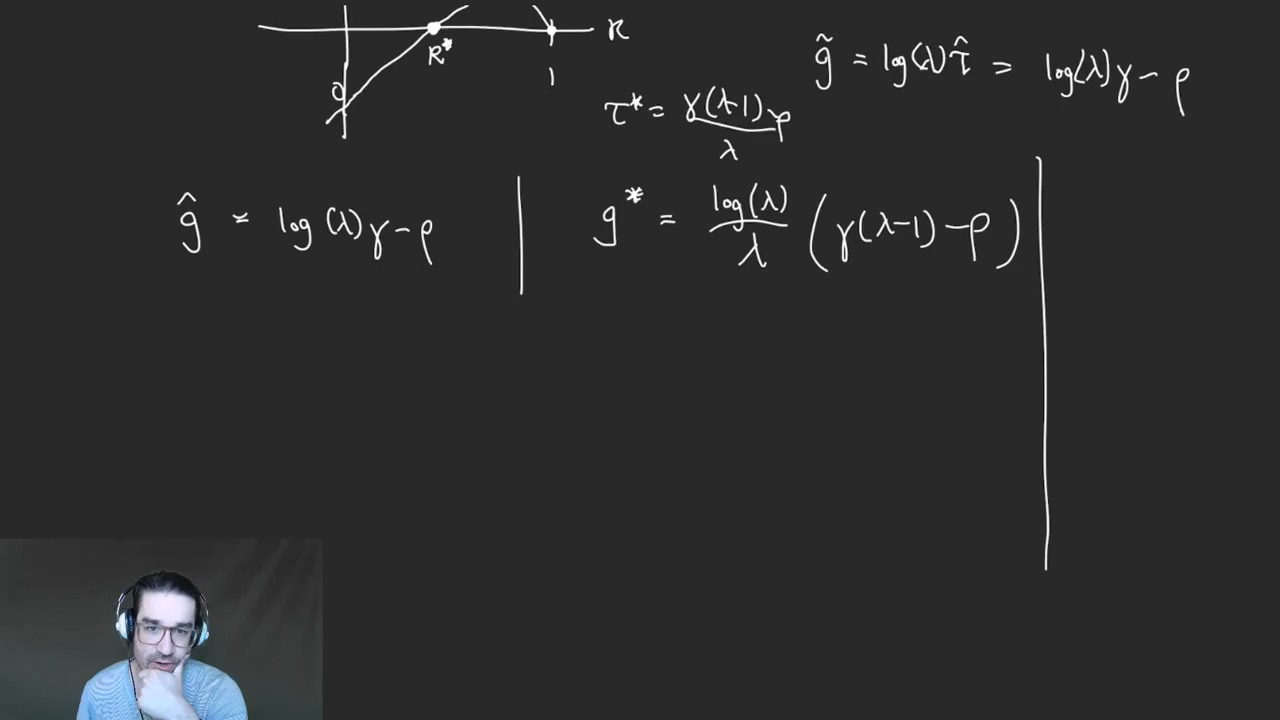 R
R*
0
1
g̃ = log(λ)τ̂ = log(λ)γ − ρ
τ* = γ(λ-1)-ρ / λ
ĝ = log(λ)γ − ρ
g* = log(λ)/λ (γ(λ−1) − ρ)